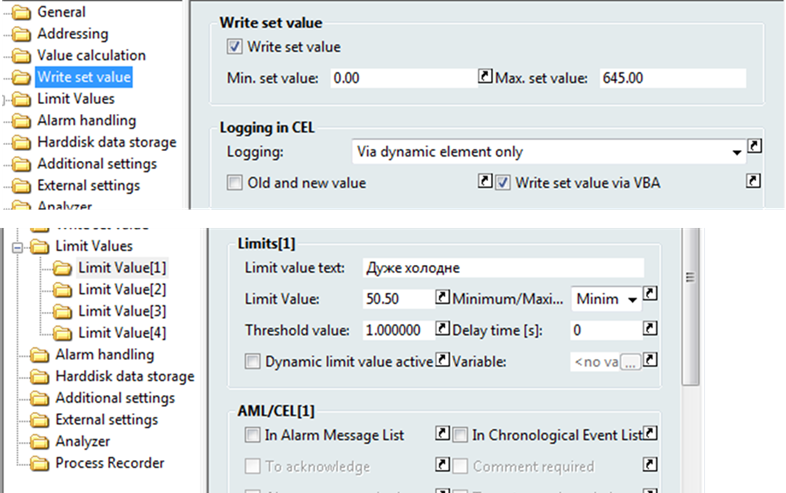 General
Addressing
Value calculation
Write set value
Limit Values
Alarm handling
Harddisk data storage
Additional settings
External settings
Analyzer
Write set value
Write set value
Min. set value: 0.00 Max. set value: 645.00
Logging in CEL
Logging: Via dynamic element only
Old and new value Write set value via VBA
Write set value
Limit Values
Limit Value[1]
Limit Value[2]
Limit Value[3]
Limit Value[4]
Alarm handling
Harddisk data storage
Additional settings
External settings
Analyzer
Process Recorder
Limits[1]
Limit value text: Дуже холодне
Limit Value: 50.50 Minimum/Maxi... Minim
Threshold value: 1.000000 Delay time [s]: 0
Dynamic limit value active Variable: <no va ...
AML/CEL[1]
In Alarm Message List In Chronological Event List
To acknowledge Comment required